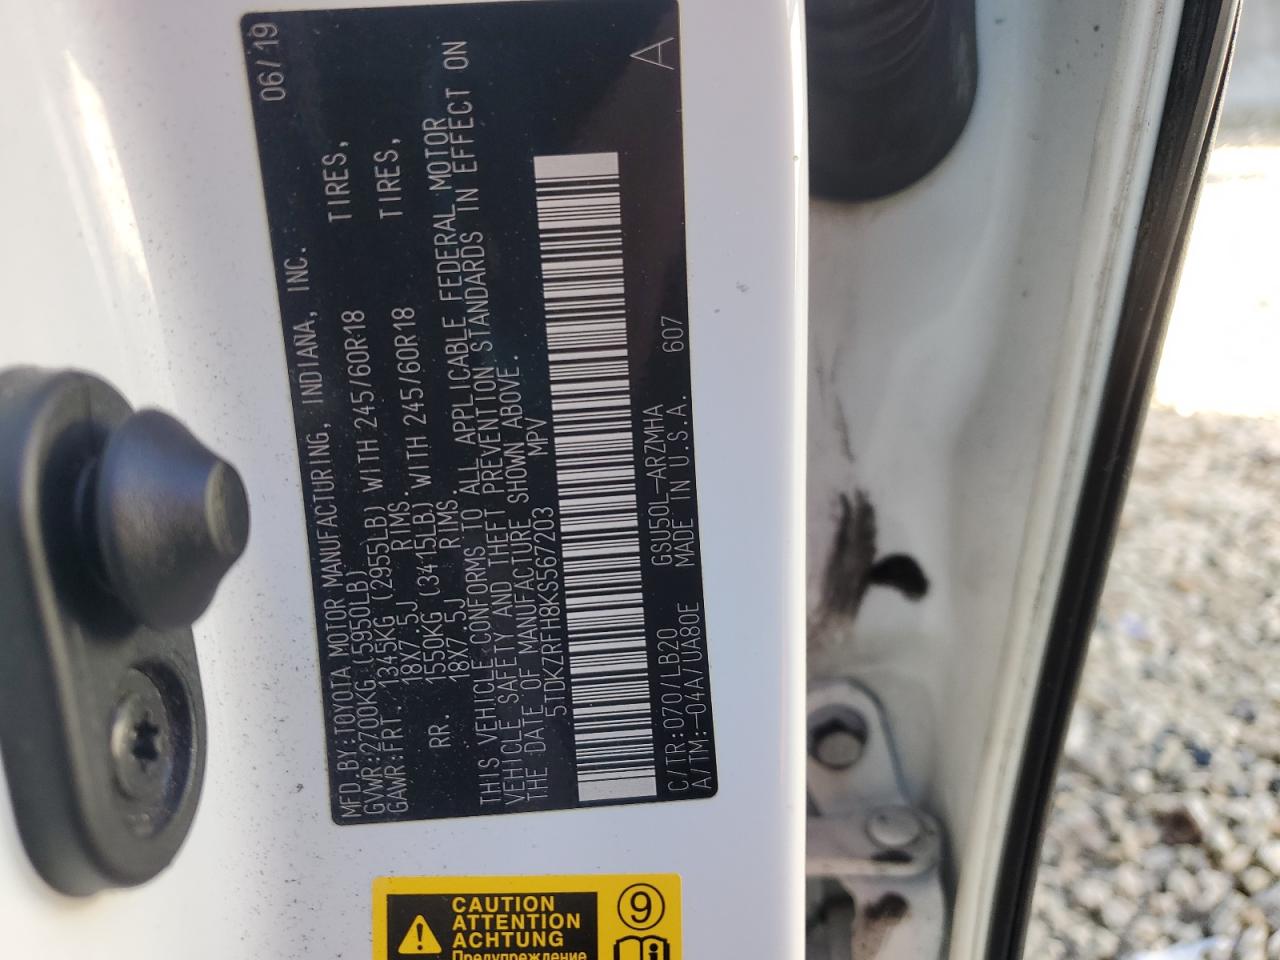 MFD BY: TOYOTA MOTOR MANUFACTURING, INDIANA, INC. 06/19
GVWR:2700KG(5950LB)
GAWR:FRT.1345KG(2955LB) WITH 245/60R18 TIRES,
18X7.5J RIMS.
RR. 1550KG(3415LB) WITH 245/60R18 TIRES,
18X7.5J RIMS.
THIS VEHICLE CONFORMS TO ALL APPLICABLE FEDERAL MOTOR
VEHICLE SAFETY AND THEFT PREVENTION STANDARDS IN EFFECT ON
THE DATE OF MANUFACTURE SHOWN ABOVE.
5TDKZRFH8KS567203 MPV
C/TR:070/LB20 GSU50L-ARZMHA 607 A
A/TM:-04A/UA80E MADE IN U.S.A.
CAUTION
ATTENTION
ACHTUNG
Предупреждение
9